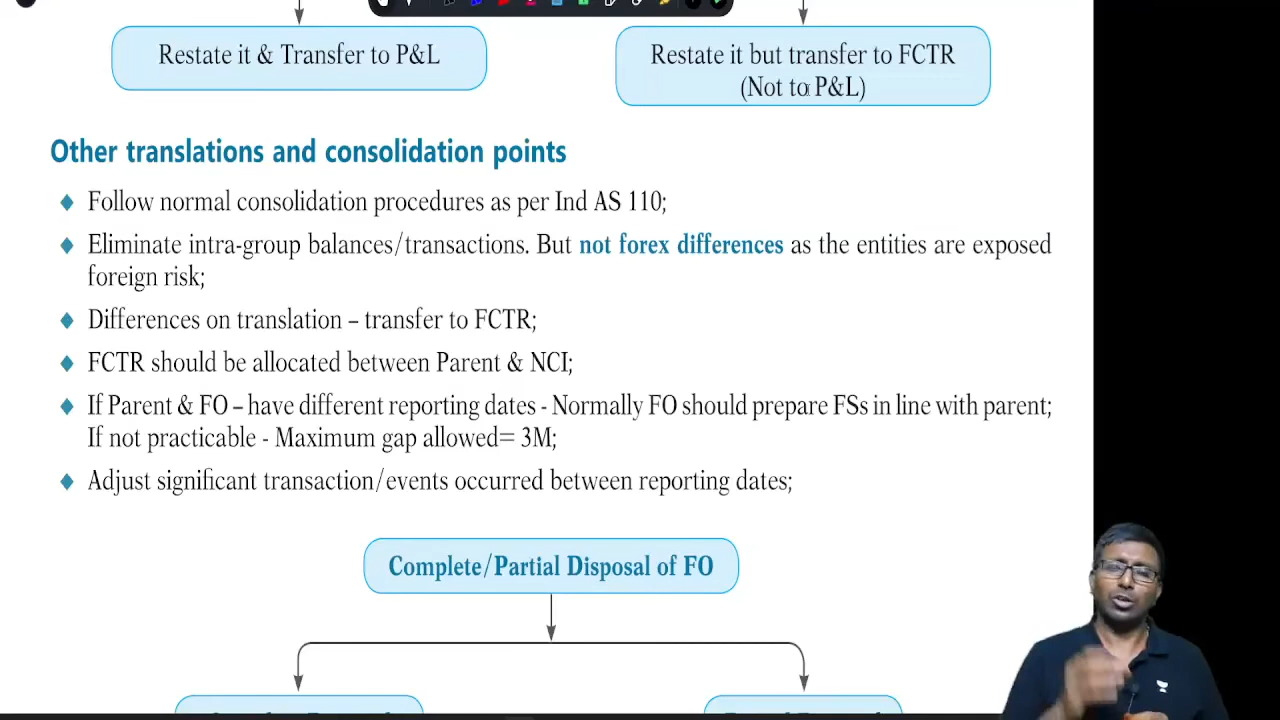 Restate it & Transfer to P&L
Restate it but transfer to FCTR
(Not to P&L)
Other translations and consolidation points
Follow normal consolidation procedures as per Ind AS 110;
Eliminate intra-group balances/transactions. But not forex differences as the entities are exposed
foreign risk;
Differences on translation – transfer to FCTR;
FCTR should be allocated between Parent & NCI;
If Parent & FO – have different reporting dates - Normally FO should prepare FSs in line with parent;
If not practicable - Maximum gap allowed= 3M;
Adjust significant transaction/events occurred between reporting dates;
Complete/Partial Disposal of FO